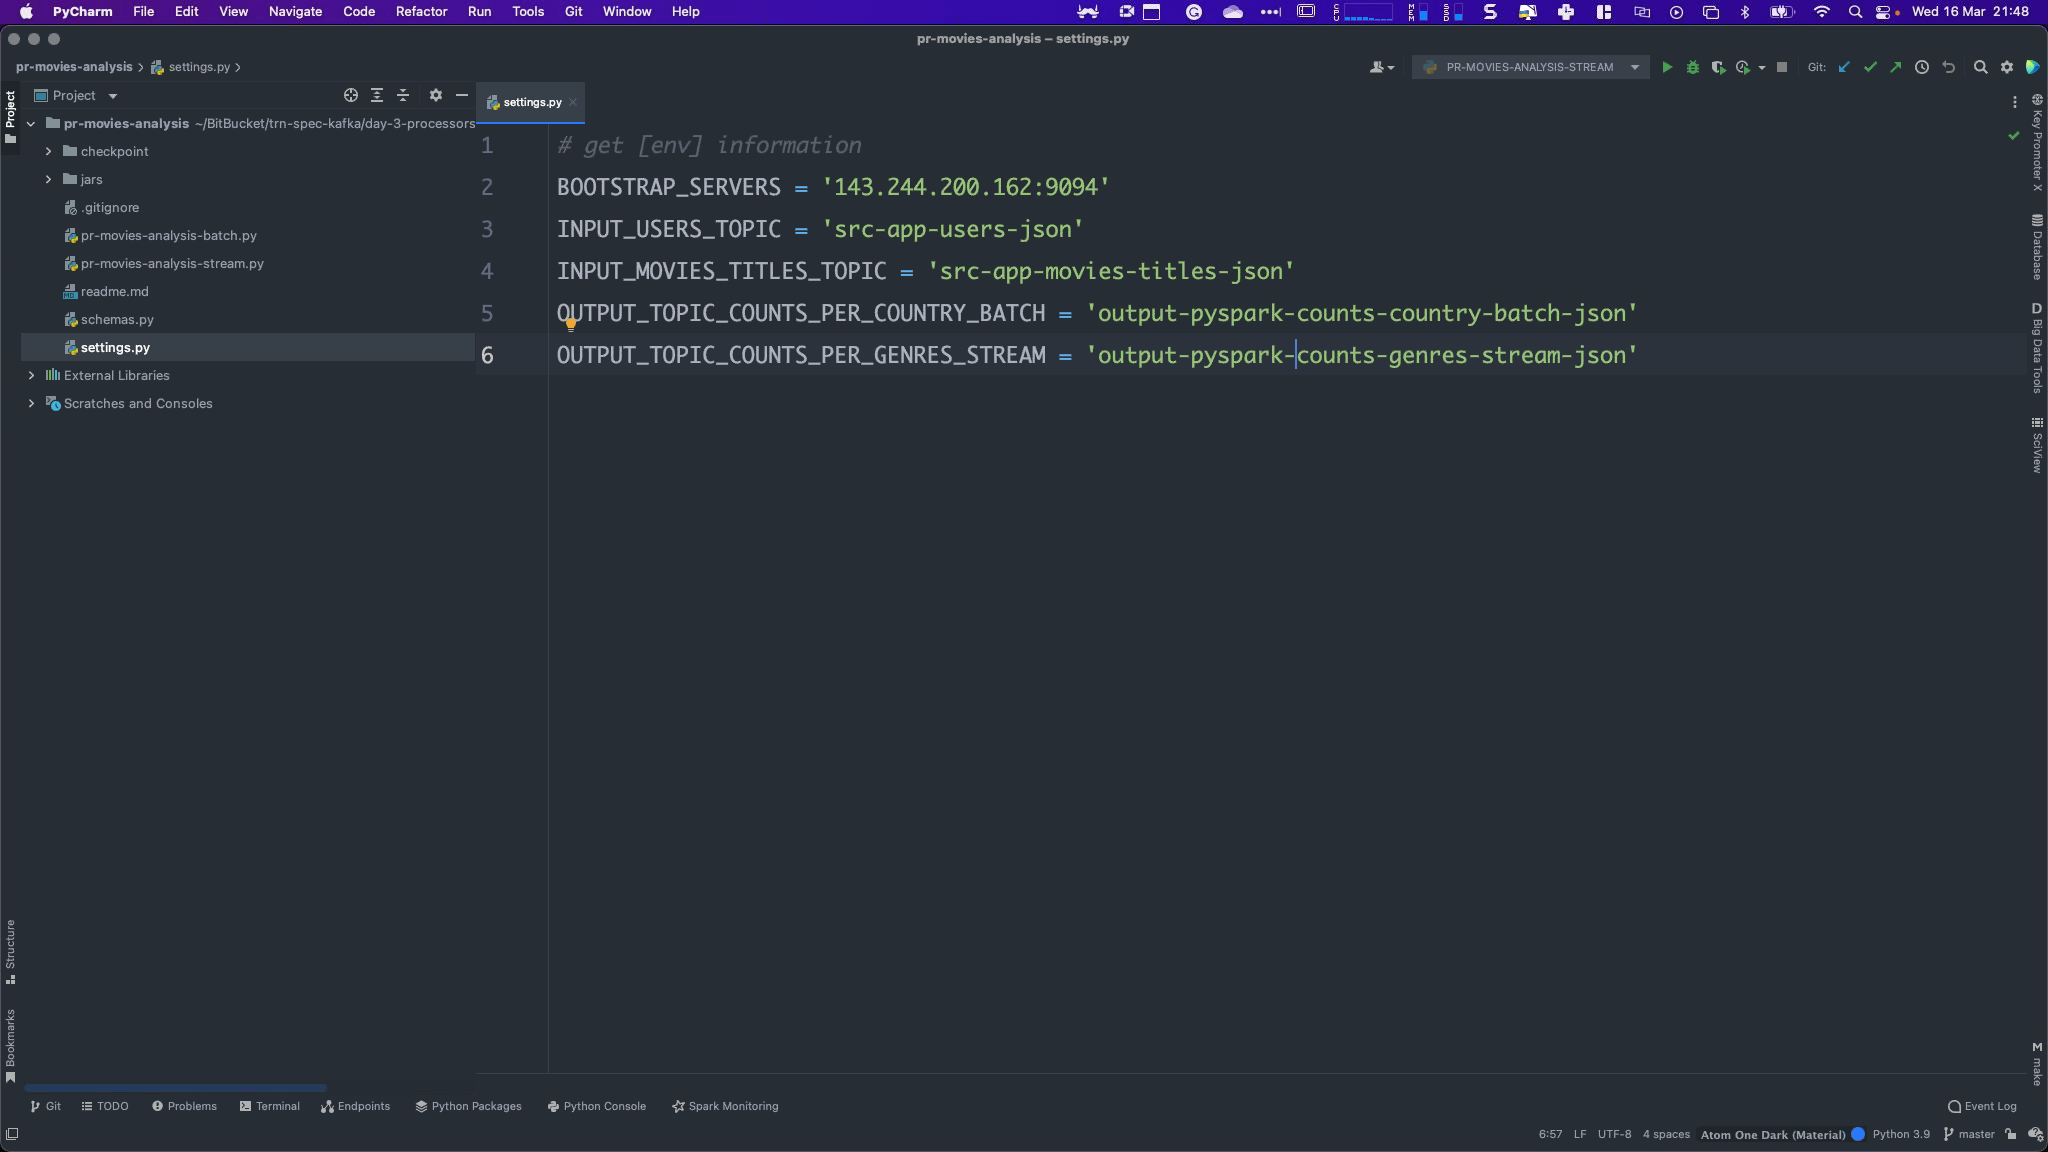 PyCharm File Edit View Navigate Code Refactor Run Tools Git Window Help
CPU MEM SSD Wed 16 Mar 21:48
pr-movies-analysis – settings.py
pr-movies-analysis settings.py
PR-MOVIES-ANALYSIS-STREAM Git:
Project
Project
settings.py
pr-movies-analysis ~/BitBucket/trn-spec-kafka/day-3-processors
checkpoint
jars
.gitignore
pr-movies-analysis-batch.py
pr-movies-analysis-stream.py
readme.md
schemas.py
settings.py
External Libraries
Scratches and Consoles
1 # get [env] information
2 BOOTSTRAP_SERVERS = '143.244.200.162:9094'
3 INPUT_USERS_TOPIC = 'src-app-users-json'
4 INPUT_MOVIES_TITLES_TOPIC = 'src-app-movies-titles-json'
5 OUTPUT_TOPIC_COUNTS_PER_COUNTRY_BATCH = 'output-pyspark-counts-country-batch-json'
6 OUTPUT_TOPIC_COUNTS_PER_GENRES_STREAM = 'output-pyspark-counts-genres-stream-json'
Key Promoter X
Database
D Big Data Tools
SciView
M make
Structure
Bookmarks
Git TODO Problems Terminal Endpoints Python Packages Python Console Spark Monitoring Event Log
6:57 LF UTF-8 4 spaces Atom One Dark (Material) Python 3.9 master